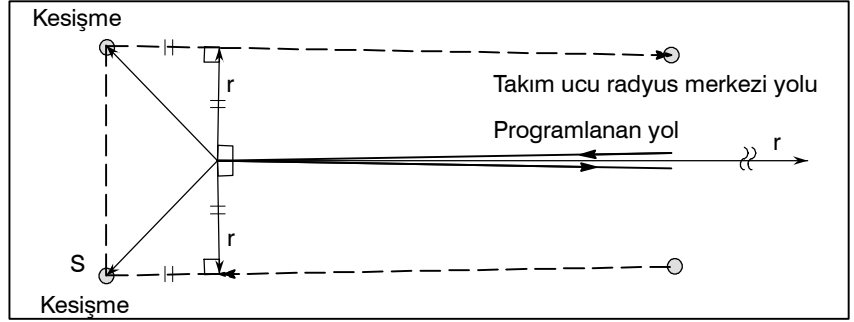 Kesişme
r
Takım ucu radyus merkezi yolu
Programlanan yol
r
r
S
Kesişme